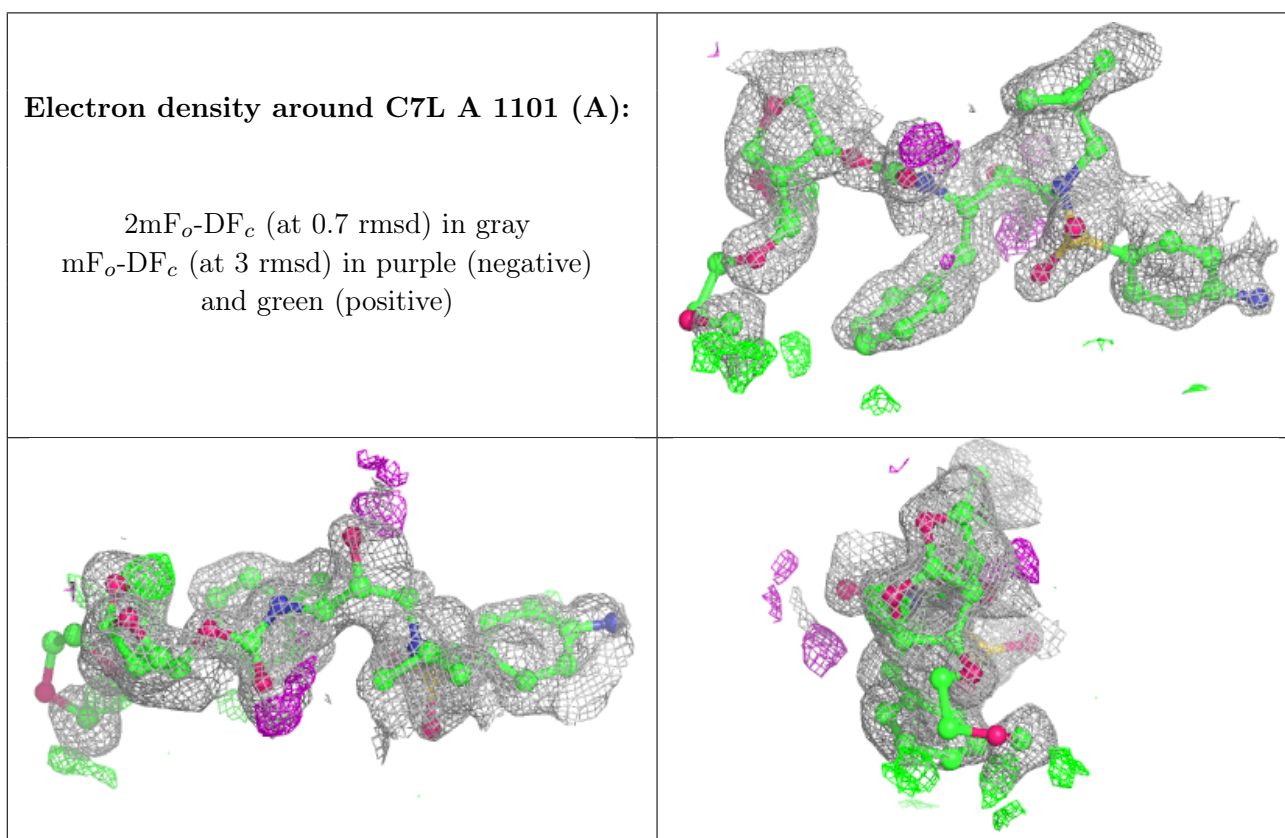 Electron density around C7L A 1101 (A):
2mFₒ-DF𝑐 (at 0.7 rmsd) in gray
mFₒ-DF𝑐 (at 3 rmsd) in purple (negative)
and green (positive)